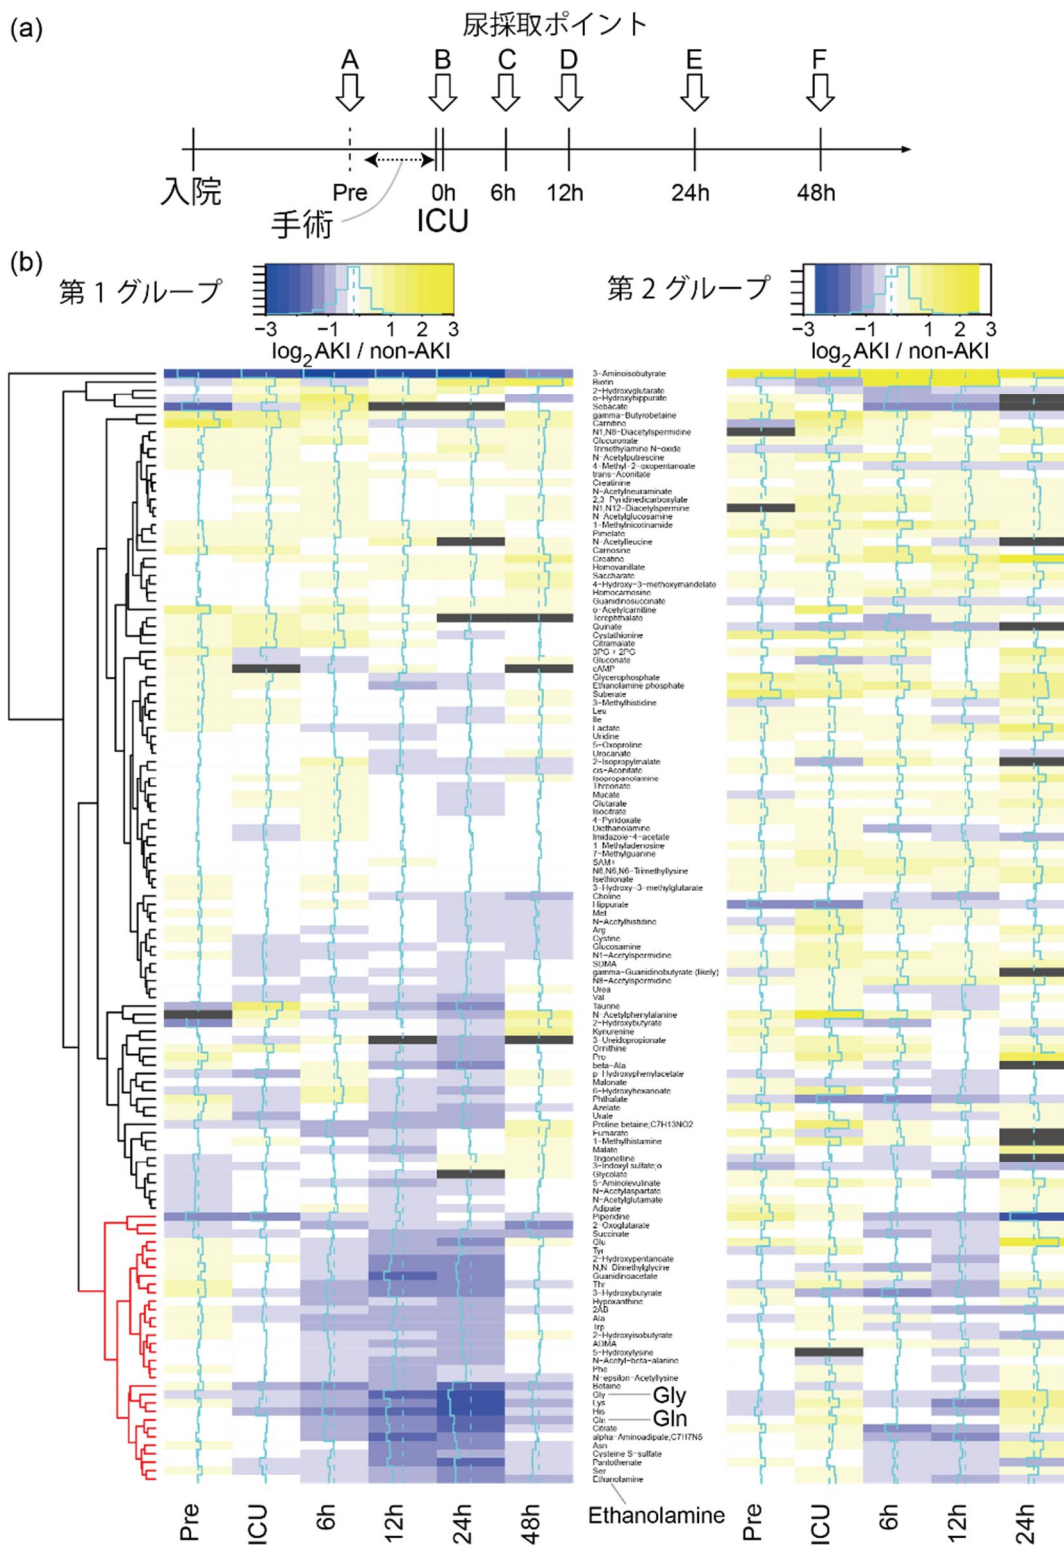 (a)
尿採取ポイント
A B C D E F
入院
Pre 0h 6h 12h 24h 48h
手術 ICU
(b)
第1グループ
-3 -1 1 2 3
log2AKI / non-AKI
第2グループ
-3 -1 1 2 3
log2AKI / non-AKI
3-Aminoisobutyrate
Biotin
2-Hydroxyglutarate
o-Hydroxyhippurate
Sebacate
gamma-Butyrobetaine
Carnitine
N1,N8-Diacetylspermidine
Glucuronate
Trimethylamine N-oxide
N-Acetylputrescine
4-Methyl-2-oxopentanoate
trans-Aconitate
Creatinine
N-Acetylneuraminate
2,3-Pyridinedicarboxylate
N1,N12-Diacetylspermine
N-Acetylglucosamine
1-Methylnicotinamide
Pimelate
N-Acetylleucine
Carnosine
Creatine
Homovanillate
Saccharate
4-Hydroxy-3-methoxymandelate
Homocarnosine
Guanidinosuccinate
o-Acetylcarnitine
Terephthalate
Quinate
Cystathionine
Citramalate
3PG + 2PG
Gluconate
cAMP
Glycerophosphate
Ethanolamine phosphate
Suberate
3-Methylhistidine
Leu
Ile
Lactate
Uridine
5-Oxoproline
Urocanate
2-Isopropylmalate
cis-Aconitate
Isopropanolamine
Threonate
Mucate
Glutarate
Isocitrate
4-Pyridoxate
Diethanolamine
Imidazole-4-acetate
1-Methyladenosine
7-Methylguanine
SAM+
N6,N6,N6-Trimethyllysine
Isethionate
3-Hydroxy-3-methylglutarate
Choline
Hippurate
Met
N-Acetylhistidine
Arg
Cystine
Glucosamine
N1-Acetylspermidine
SDMA
gamma-Guanidinobutyrate (likely)
N8-Acetylspermidine
Urea
Val
Taurine
N-Acetylphenylalanine
2-Hydroxybutyrate
Kynurenine
3-Ureidopropionate
Ornithine
Pro
beta-Ala
p-Hydroxyphenylacetate
Malonate
6-Hydroxyhexanoate
Phthalate
Azelate
Urate
Proline betaine;C7H13NO2
Fumarate
1-Methylhistamine
Malate
Trigonelline
3-Indoxyl sulfate;o
Glycolate
5-Aminolevulinate
N-Acetylaspartate
N-Acetylglutamate
Adipate
Piperidine
2-Oxoglutarate
Succinate
Glu
Tyr
2-Hydroxypentanoate
N,N-Dimethylglycine
Guanidinoacetate
Thr
3-Hydroxybutyrate
Hypoxanthine
2AB
Ala
Trp
2-Hydroxyisobutyrate
ADMA
5-Hydroxylysine
N-Acetyl-beta-alanine
Phe
N-epsilon-Acetyllysine
Betaine
Gly Gly
Lys
His
Gln Gln
Citrate
alpha-Aminoadipate;C7H7N5
Asn
Cysteine S-sulfate
Pantothenate
Ser
Ethanolamine
Ethanolamine
Pre ICU 6h 12h 24h 48h
Pre ICU 6h 12h 24h